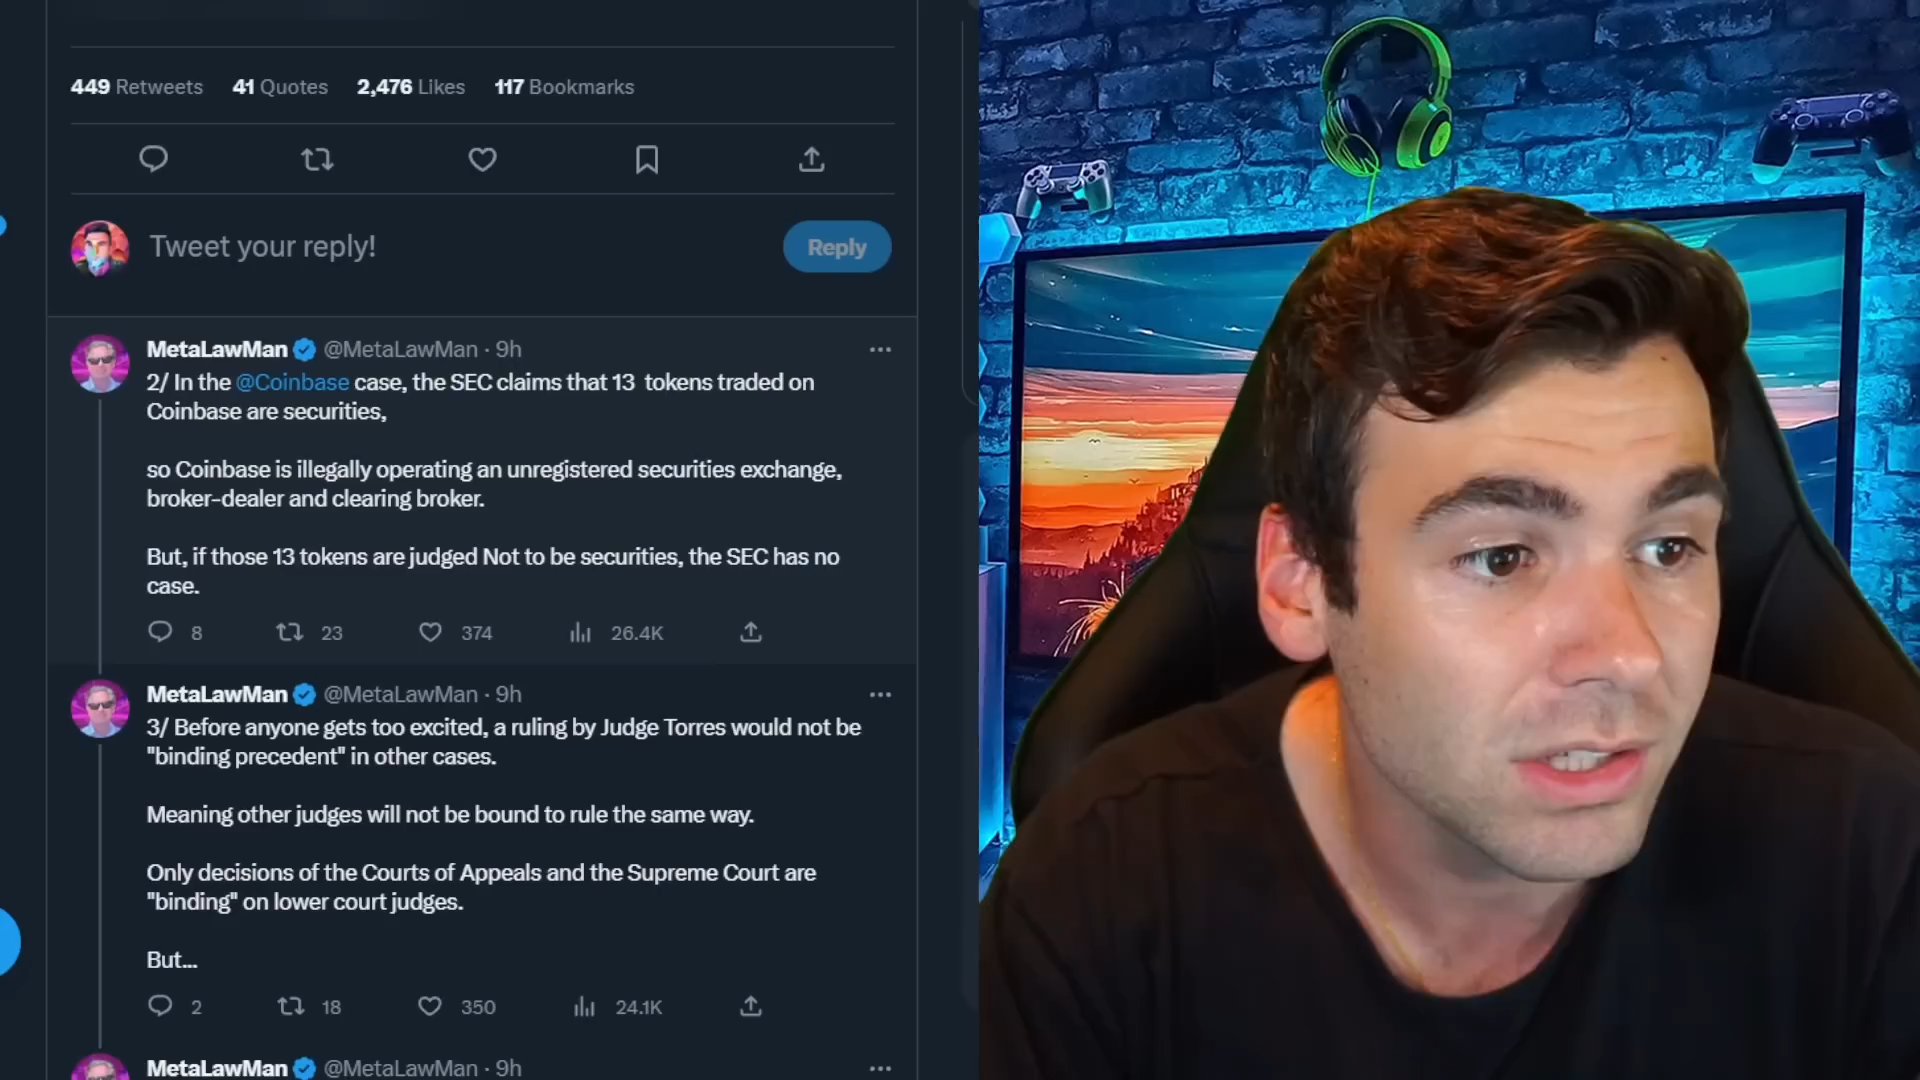 449 Retweets 41 Quotes 2,476 Likes 117 Bookmarks
Tweet your reply!
Reply
MetaLawMan @MetaLawMan · 9h
2/ In the @Coinbase case, the SEC claims that 13 tokens traded on
Coinbase are securities,
so Coinbase is illegally operating an unregistered securities exchange,
broker-dealer and clearing broker.
But, if those 13 tokens are judged Not to be securities, the SEC has no
case.
8 23 374 26.4K
MetaLawMan @MetaLawMan · 9h
3/ Before anyone gets too excited, a ruling by Judge Torres would not be
"binding precedent" in other cases.
Meaning other judges will not be bound to rule the same way.
Only decisions of the Courts of Appeals and the Supreme Court are
"binding" on lower court judges.
But...
2 18 350 24.1K
MetaLawMan @MetaLawMan · 9h